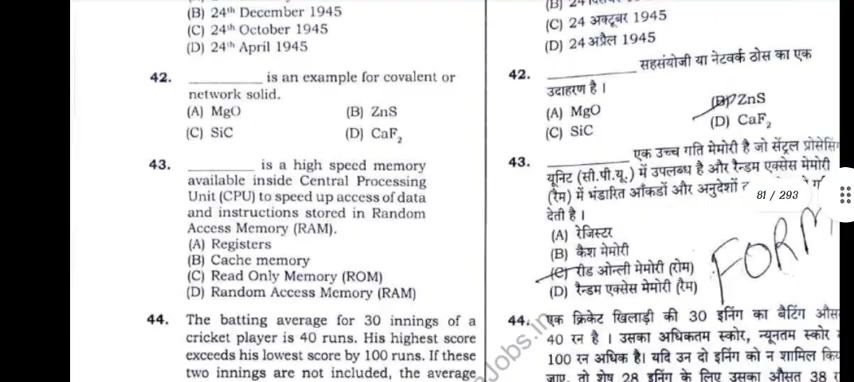 (B) 24th December 1945
(C) 24th October 1945
(D) 24th April 1945
42. ________ is an example for covalent or
network solid.
(A) MgO (B) ZnS
(C) SiC (D) CaF₂
43. ________ is a high speed memory
available inside Central Processing
Unit (CPU) to speed up access of data
and instructions stored in Random
Access Memory (RAM).
(A) Registers
(B) Cache memory
(C) Read Only Memory (ROM)
(D) Random Access Memory (RAM)
44. The batting average for 30 innings of a
cricket player is 40 runs. His highest score
exceeds his lowest score by 100 runs. If these
two innings are not included, the average
(C) 24 अक्टूबर 1945
(D) 24 अप्रैल 1945
42. ________ सहसंयोजी या नेटवर्क ठोस का एक
उदाहरण है ।
(A) MgO (B) ZnS
(C) SiC (D) CaF₂
43. ________ एक उच्च गति मेमोरी है जो सेंट्रल
यूनिट (सी.पी.यू.) में उपलब्ध है और रैन्डम एक्सेस मेमोरी
(रैम) में भंडारित आँकडों और अनुदेशों
देती है ।
(A) रेजिस्टर
(B) कैश मेमोरी
(C) रीड ओन्ली मेमोरी (रोम)
(D) रैन्डम एक्सेस मेमोरी (रैम)
81 / 293
FORM
44. एक क्रिकेट खिलाड़ी की 30 इनिंग का बैटिंग
40 रन है । उसका अधिकतम स्कोर, न्यूनतम स्कोर
100 रन अधिक है। यदि उन दो इनिंग को न शामिल
जाए, तो शेष 28 इनिंग के लिए उसका औसत 38
Jobs.in